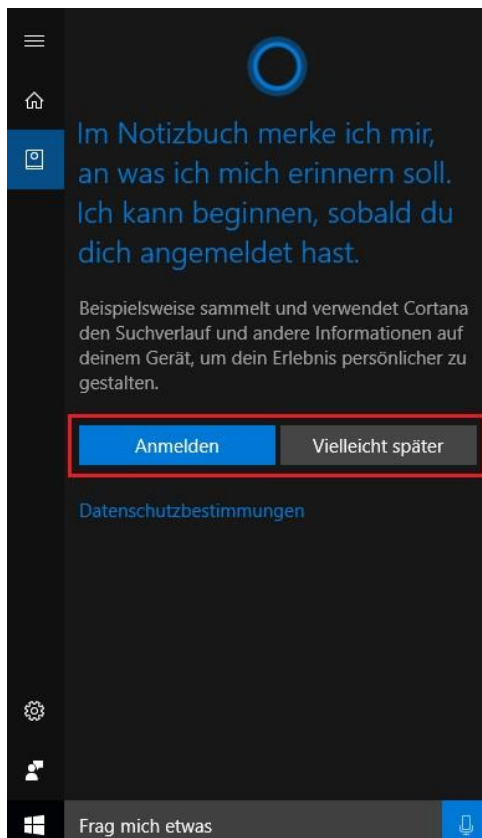 Im Notizbuch merke ich mir,
an was ich mich erinnern soll.
Ich kann beginnen, sobald du
dich angemeldet hast.
Beispielsweise sammelt und verwendet Cortana
den Suchverlauf und andere Informationen auf
deinem Gerät, um dein Erlebnis persönlicher zu
gestalten.
Anmelden
Vielleicht später
Datenschutzbestimmungen
Frag mich etwas